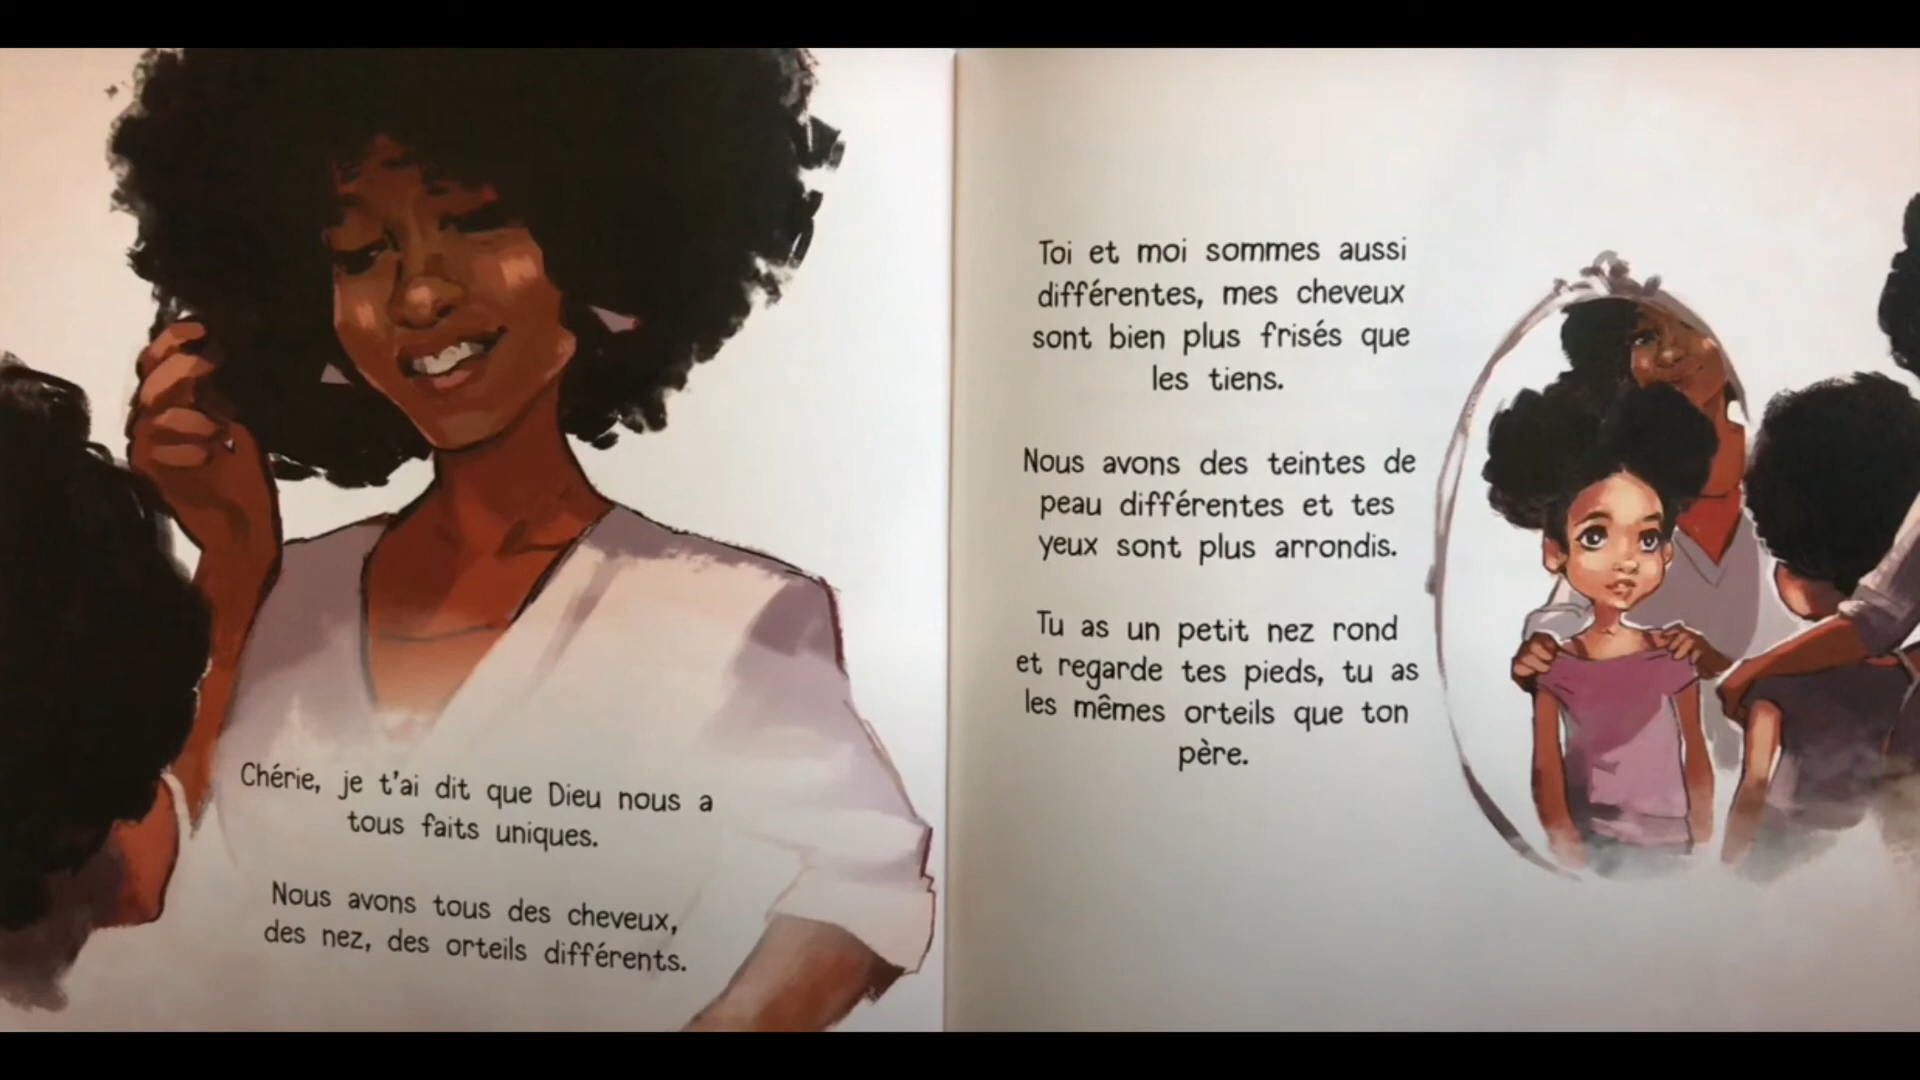 Chérie, je t'ai dit que Dieu nous a
tous faits uniques.
Nous avons tous des cheveux,
des nez, des orteils différents.
Toi et moi sommes aussi
différentes, mes cheveux
sont bien plus frisés que
les tiens.
Nous avons des teintes de
peau différentes et tes
yeux sont plus arrondis.
Tu as un petit nez rond
et regarde tes pieds, tu as
les mêmes orteils que ton
père.